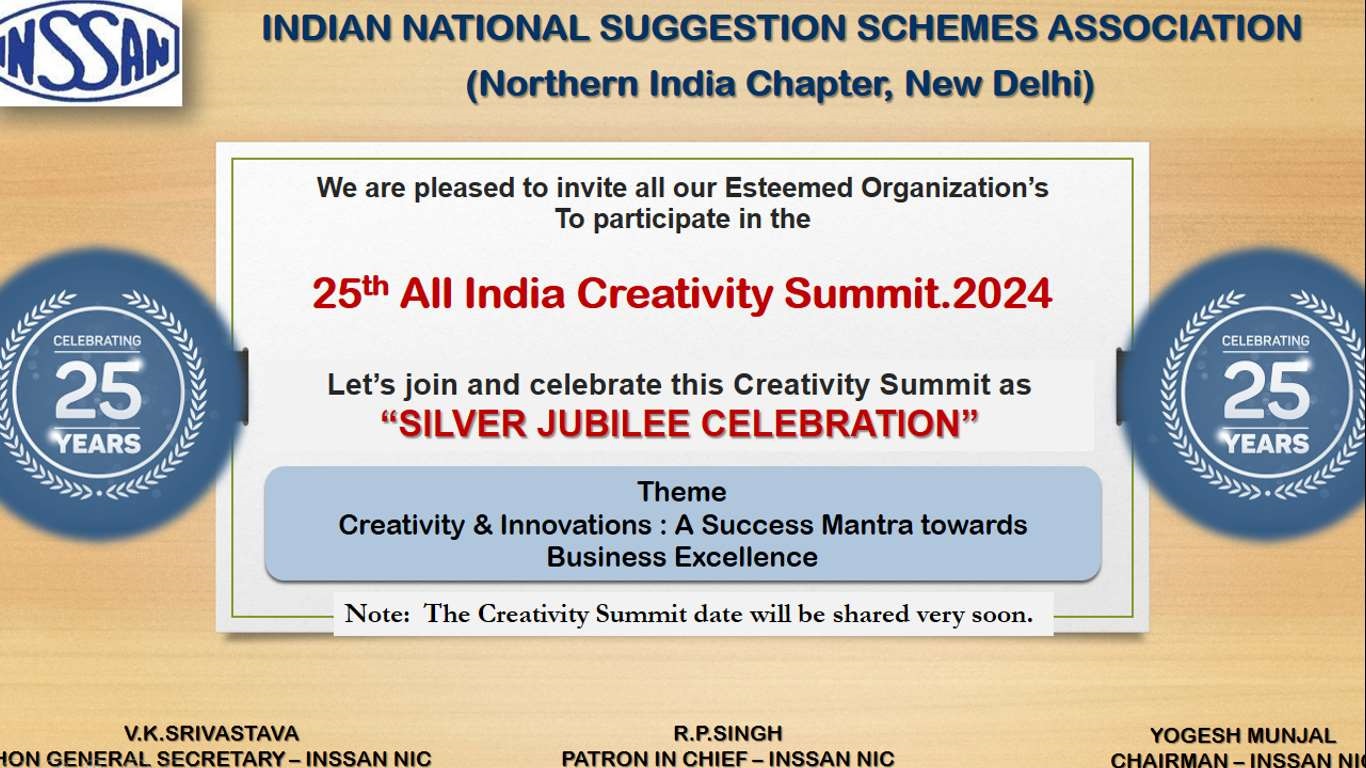 INSSAN
INDIAN NATIONAL SUGGESTION SCHEMES ASSOCIATION
(Northern India Chapter, New Delhi)
We are pleased to invite all our Esteemed Organization’s
To participate in the
25th All India Creativity Summit.2024
Let’s join and celebrate this Creativity Summit as
“SILVER JUBILEE CELEBRATION”
CELEBRATING
25
YEARS
CELEBRATING
25
YEARS
Theme
Creativity & Innovations : A Success Mantra towards
Business Excellence
Note: The Creativity Summit date will be shared very soon.
V.K.SRIVASTAVA
HON GENERAL SECRETARY – INSSAN NIC
R.P.SINGH
PATRON IN CHIEF – INSSAN NIC
YOGESH MUNJAL
CHAIRMAN – INSSAN NIC